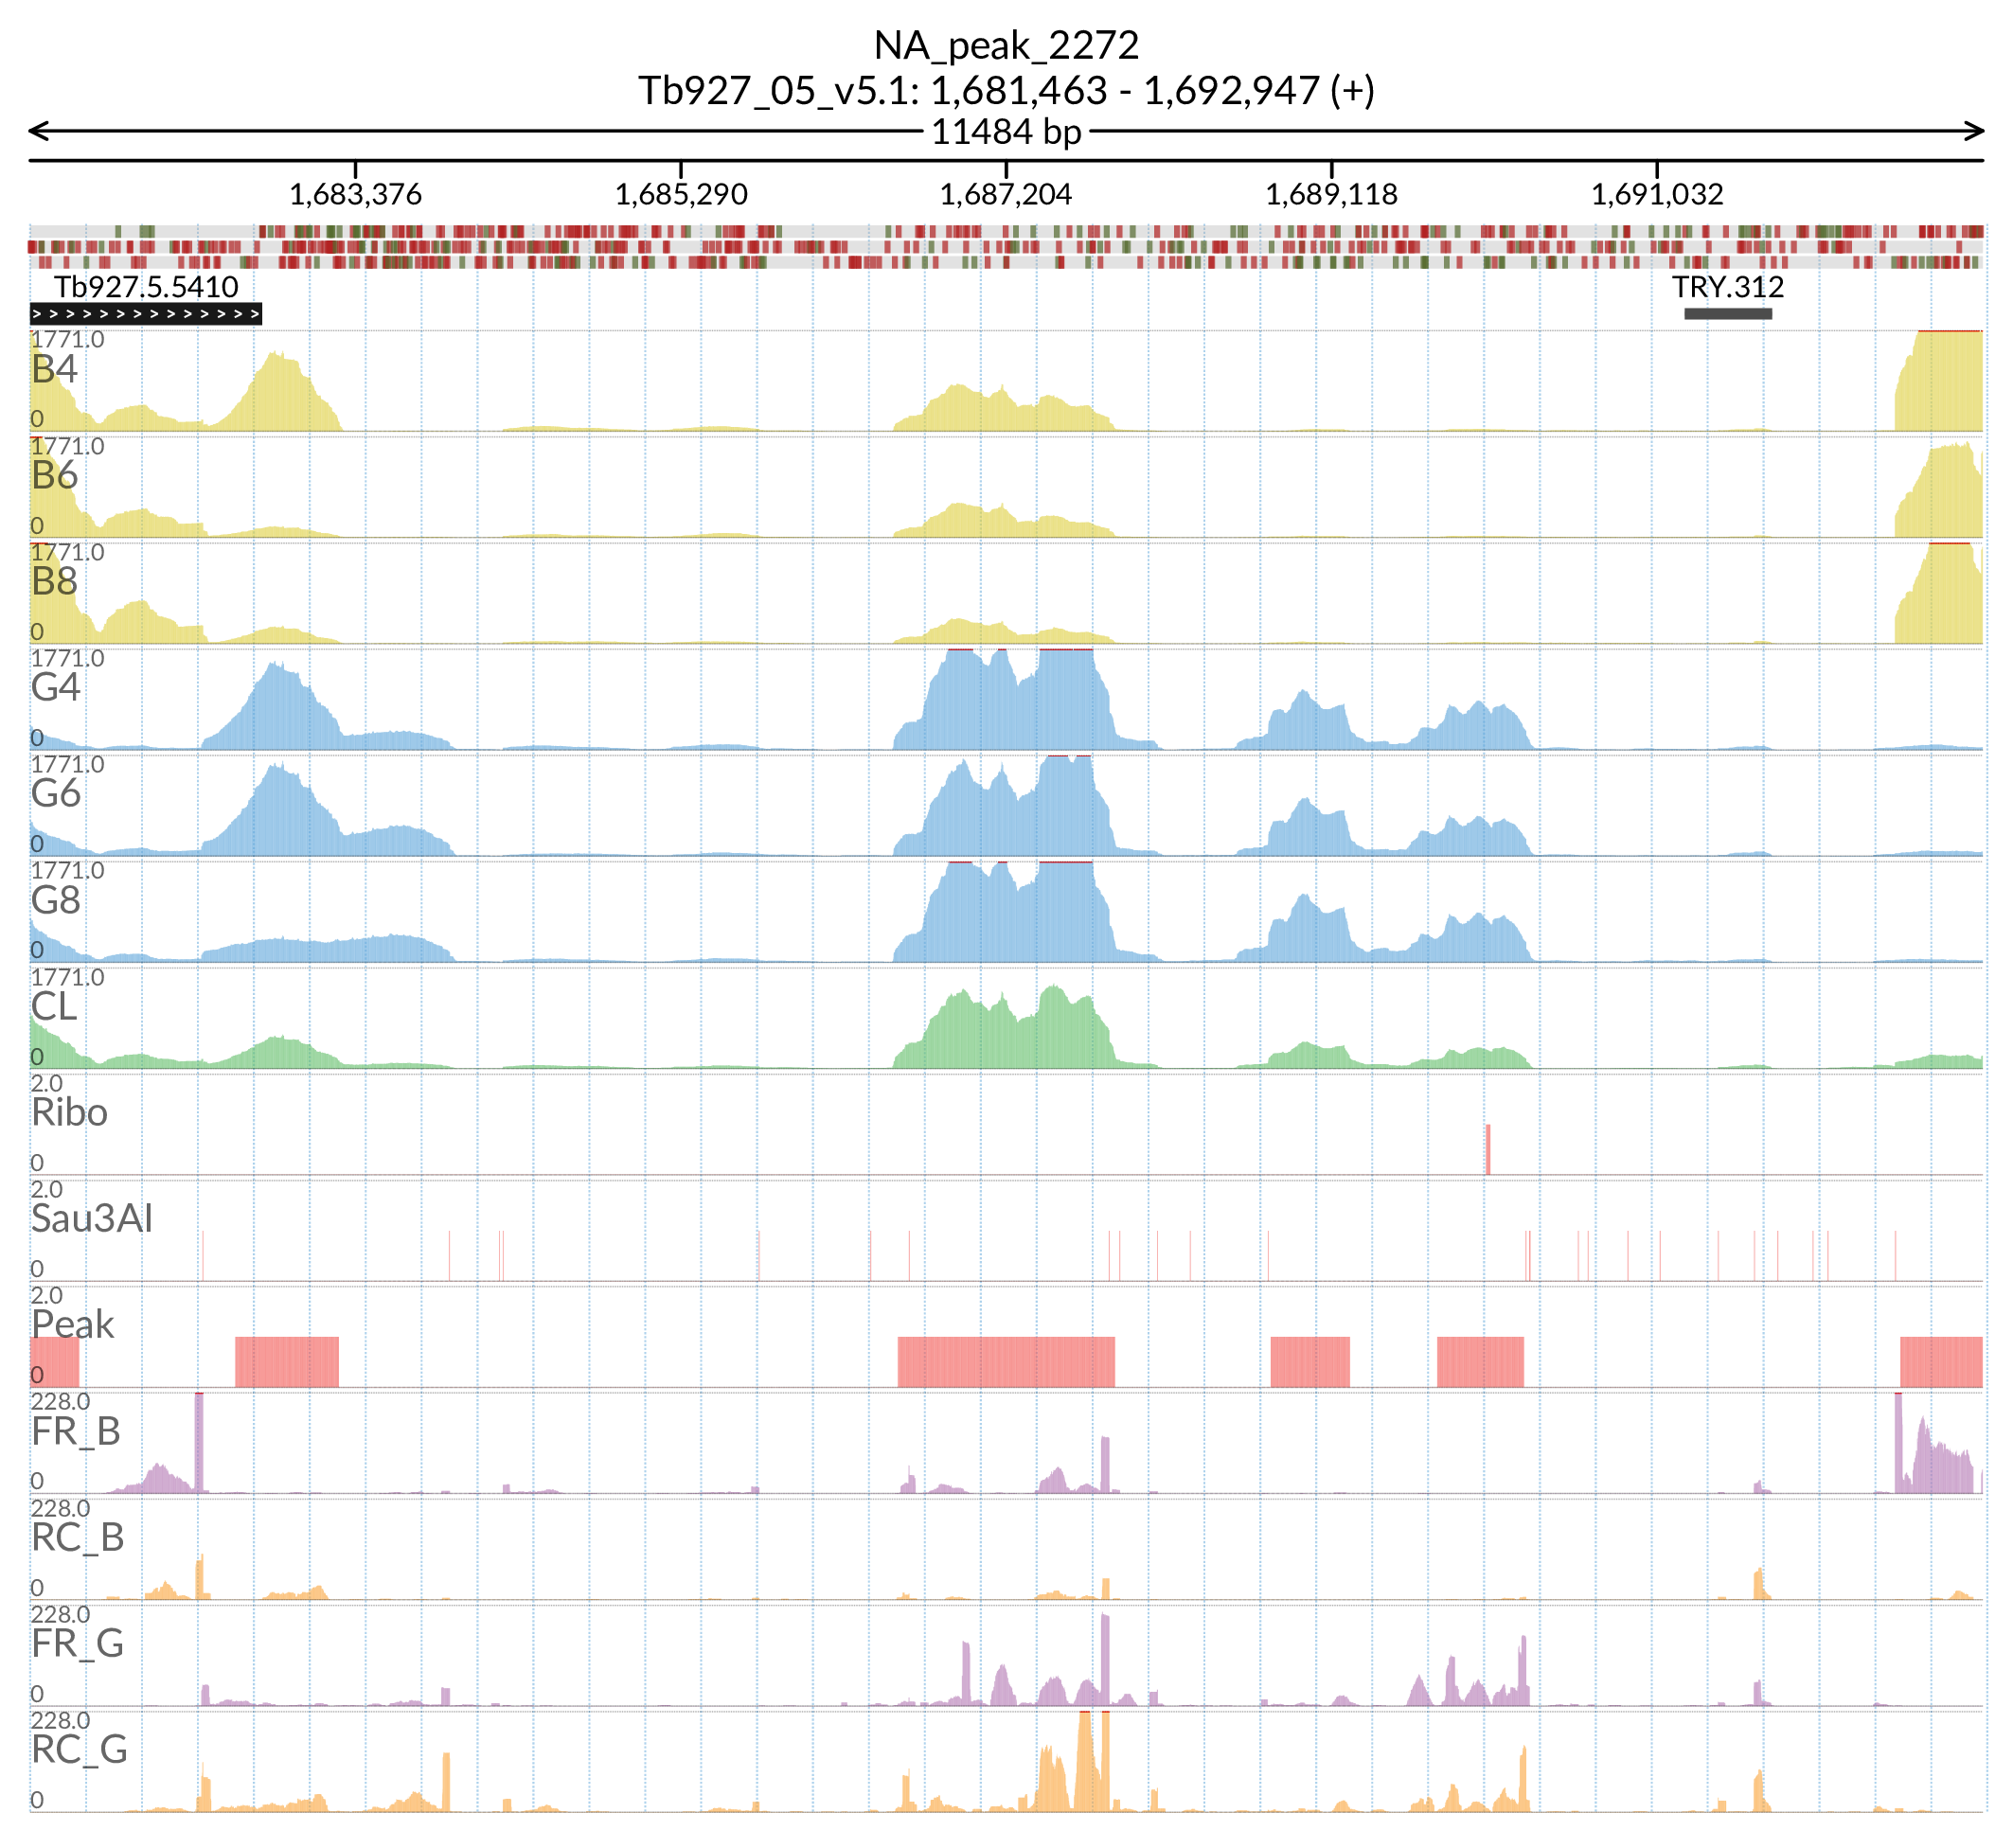 NA_peak_2272
Tb927_05_v5.1: 1,681,463 - 1,692,947 (+)
11484 bp
1,683,376 1,685,290 1,687,204 1,689,118 1,691,032
Tb927.5.5410 TRY.312
1771.0
B4
0
1771.0
B6
0
1771.0
B8
0
1771.0
G4
0
1771.0
G6
0
1771.0
G8
0
1771.0
CL
0
2.0
Ribo
0
2.0
Sau3AI
0
2.0
Peak
0
228.0
FR_B
0
228.0
RC_B
0
228.0
FR_G
0
228.0
RC_G
0